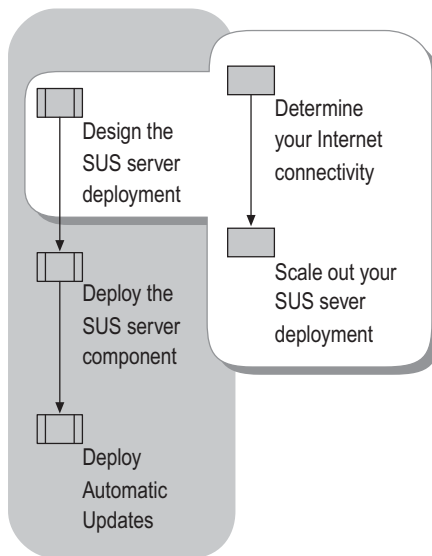 Design the
SUS server
deployment
Deploy the
SUS server
component
Deploy
Automatic
Updates
Determine
your Internet
connectivity
Scale out your
SUS sever
deployment